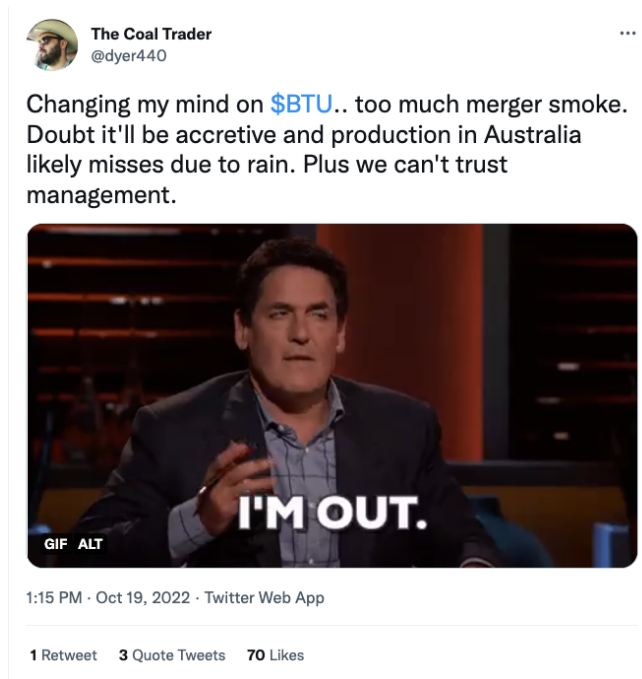 The Coal Trader
@dyer440
Changing my mind on $BTU.. too much merger smoke.
Doubt it'll be accretive and production in Australia
likely misses due to rain. Plus we can't trust
management.
I'M OUT.
GIF ALT
1:15 PM · Oct 19, 2022 · Twitter Web App
1 Retweet 3 Quote Tweets 70 Likes